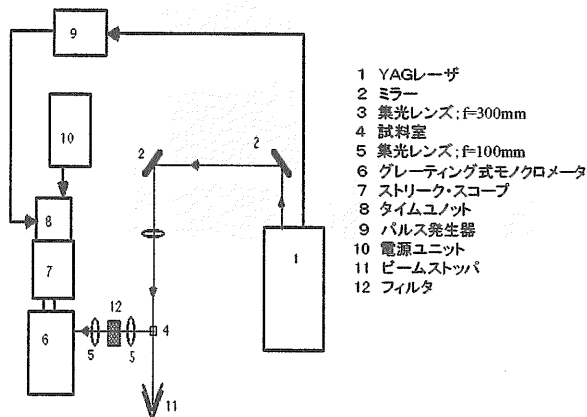 9
10
2
2
8
7
1
12
6
5
5
4
11
1 YAGレーザ
2 ミラー
3 集光レンズ;f=300mm
4 試料室
5 集光レンズ;f=100mm
6 グレーティング式モノクロメータ
7 ストリーク・スコープ
8 タイムユノット
9 パルス発生器
10 電源ユニット
11 ビームストッパ
12 フィルタ